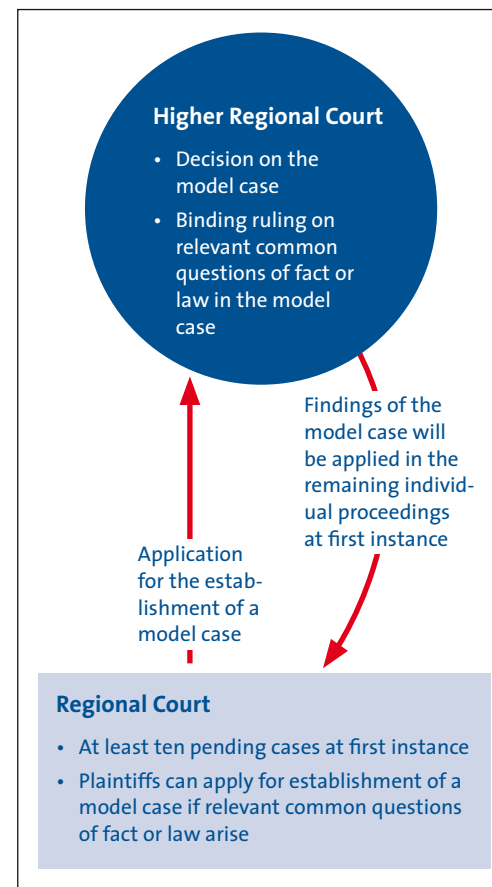 Higher Regional Court
• Decision on the
model case
• Binding ruling on
relevant common
questions of fact or
law in the model
case
Findings of the
model case will
be applied in the
remaining individ-
ual proceedings
at first instance
Application
for the estab-
lishment of a
model case
Regional Court
• At least ten pending cases at first instance
• Plaintiffs can apply for establishment of a
model case if relevant common questions
of fact or law arise